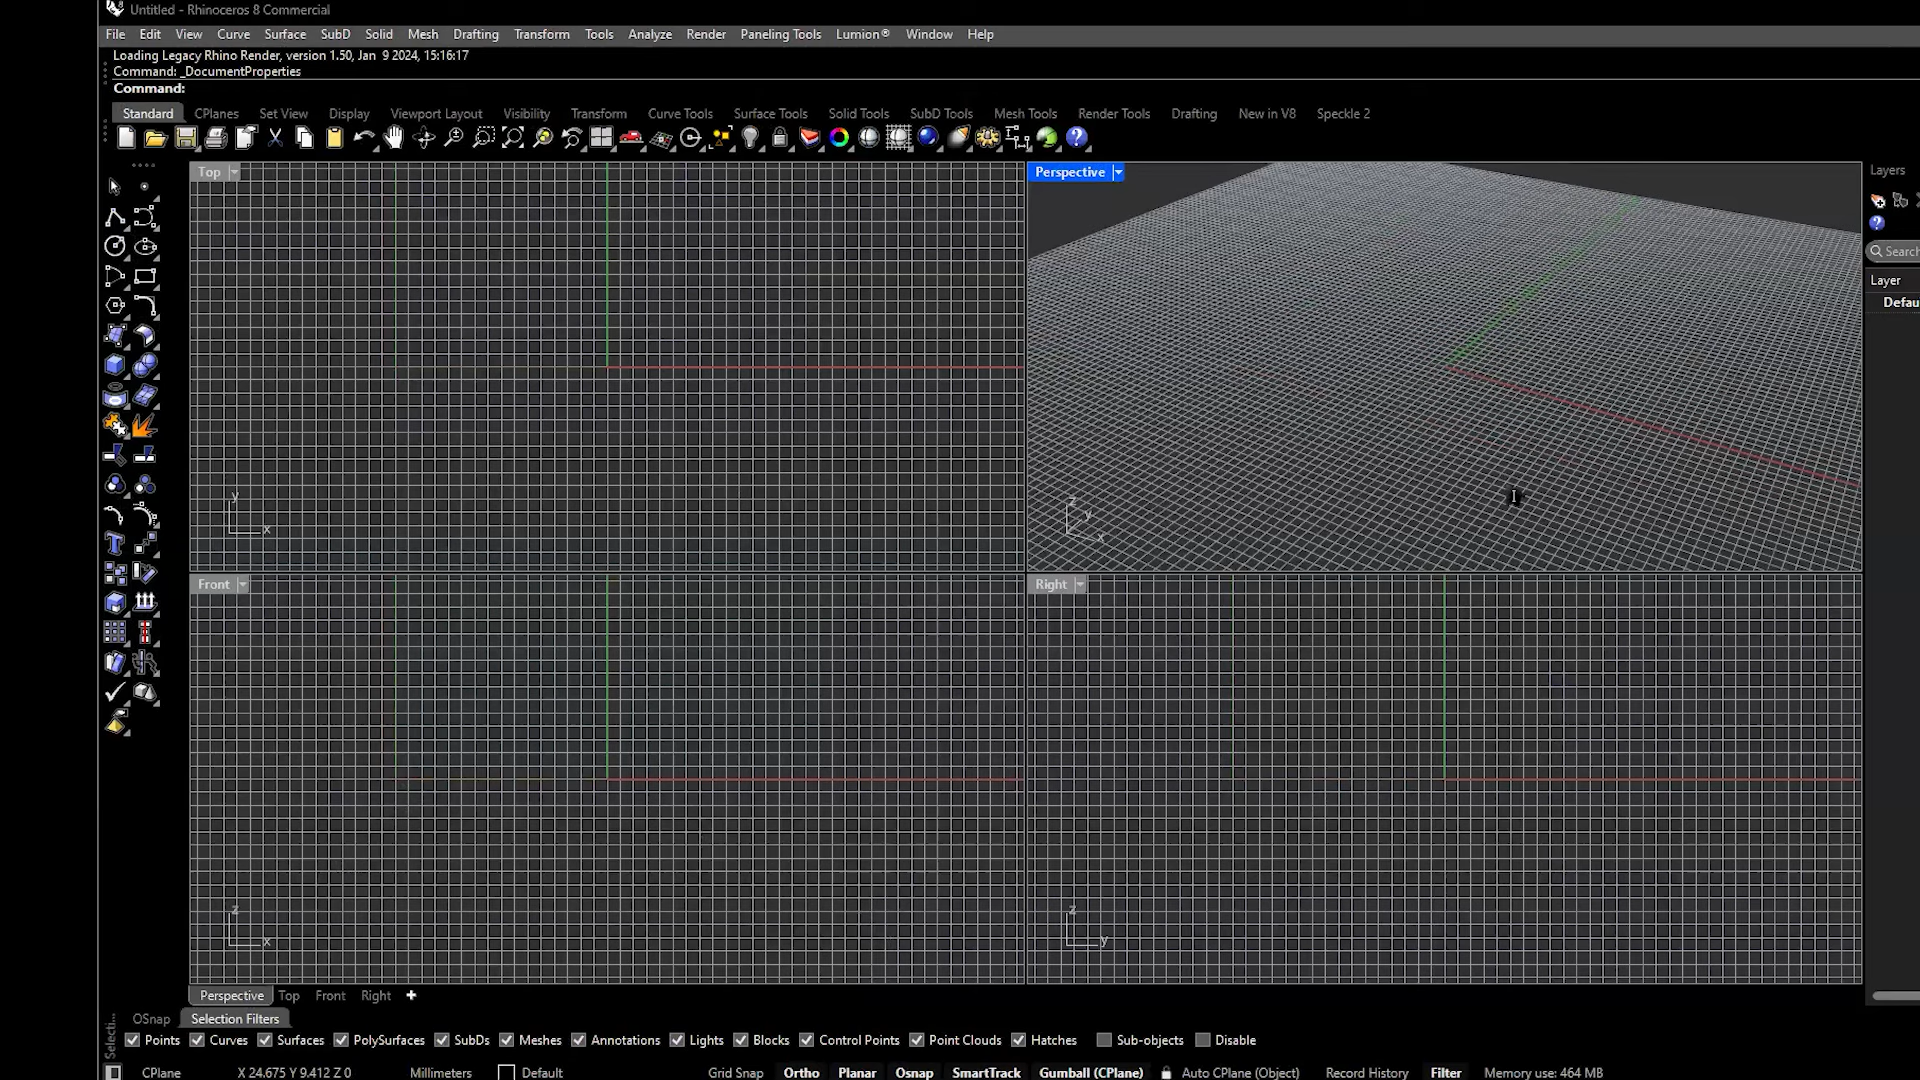 Untitled - Rhinoceros 8 Commercial
File Edit View Curve Surface SubD Solid Mesh Drafting Transform Tools Analyze Render Paneling Tools Lumion® Window Help
Loading Legacy Rhino Render, version 1.50, Jan 9 2024, 15:16:17
Command: _DocumentProperties
Command:
Standard CPlanes Set View Display Viewport Layout Visibility Transform Curve Tools Surface Tools Solid Tools SubD Tools Mesh Tools Render Tools Drafting New in V8 Speckle 2
Top
Perspective
Layers
Search
Layer
Defau
y
x
z
y
x
Front
Right
z
x
z
y
Perspective Top Front Right
OSnap Selection Filters
Selecti...
Points Curves Surfaces PolySurfaces SubDs Meshes Annotations Lights Blocks Control Points Point Clouds Hatches Sub-objects Disable
CPlane X 24.675 Y 9.412 Z 0 Millimeters Default Grid Snap Ortho Planar Osnap SmartTrack Gumball (CPlane) Auto CPlane (Object) Record History Filter Memory use: 464 MB